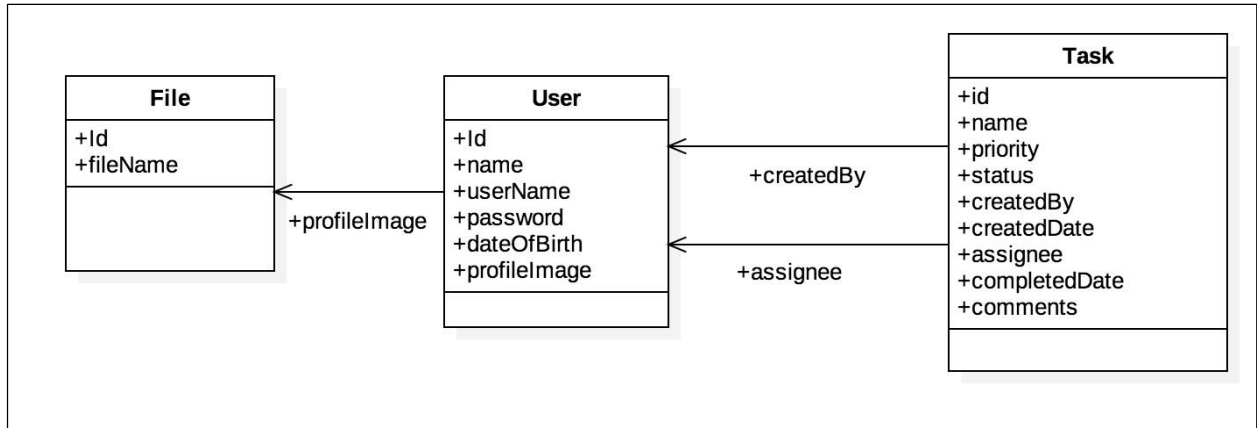 File
+Id
+fileName
+profileImage
User
+Id
+name
+userName
+password
+dateOfBirth
+profileImage
+createdBy
+assignee
Task
+id
+name
+priority
+status
+createdBy
+createdDate
+assignee
+completedDate
+comments